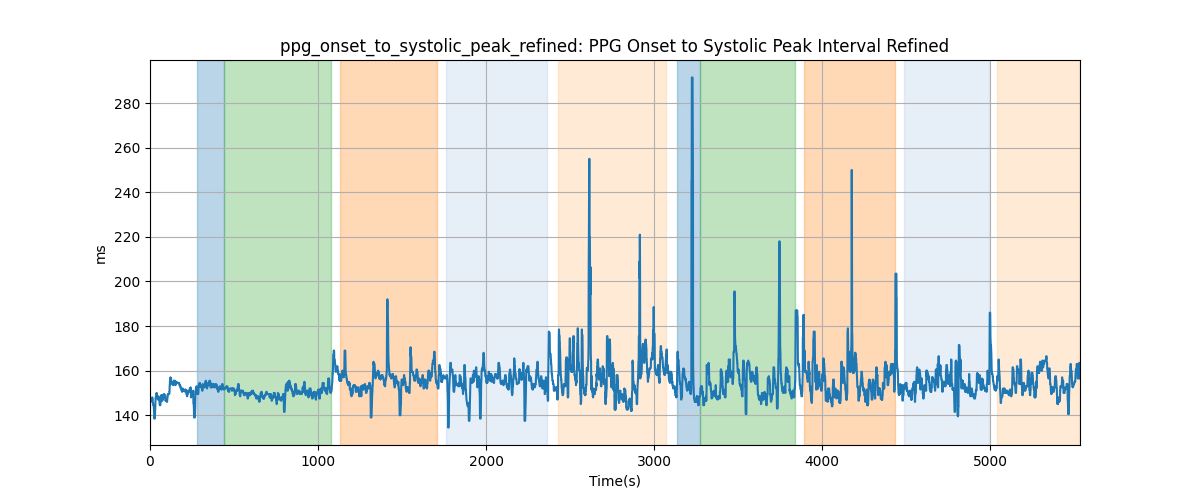 ppg_onset_to_systolic_peak_refined: PPG Onset to Systolic Peak Interval Refined
280
260
240
220
200
180
160
140
ms
0 1000 2000 3000 4000 5000
Time(s)